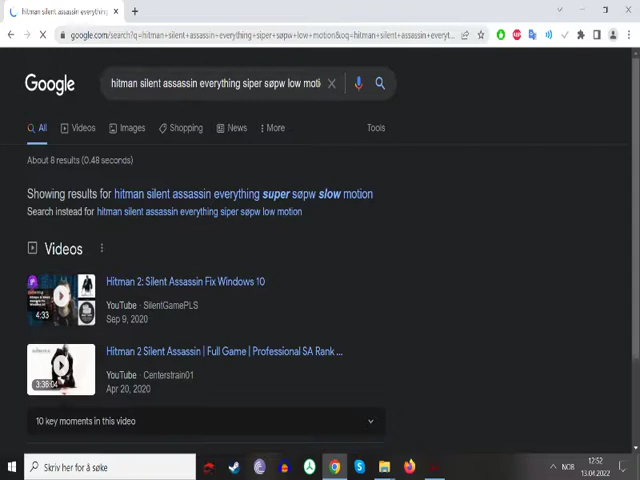 hitman silent assassin everything siper
google.com/search?q=hitman+silent+assassin+everything+siper+søpw+low+motion&oq=hitman+silent+assassin+everyt...
Google
hitman silent assassin everything siper søpw low moti
All Videos Images Shopping News More Tools
About 8 results (0.48 seconds)
Showing results for hitman silent assassin everything super søpw slow motion
Search instead for hitman silent assassin everything siper søpw low motion
Videos
Hitman 2: Silent Assassin Fix Windows 10
YouTube · SilentGamePLS
Sep 9, 2020
4:33
Hitman 2 Silent Assassin | Full Game | Professional SA Rank ...
YouTube · Centerstrain01
Apr 20, 2020
3:36:04
10 key moments in this video
Skriv her for å søke
NOB
12:52
13.04.2022